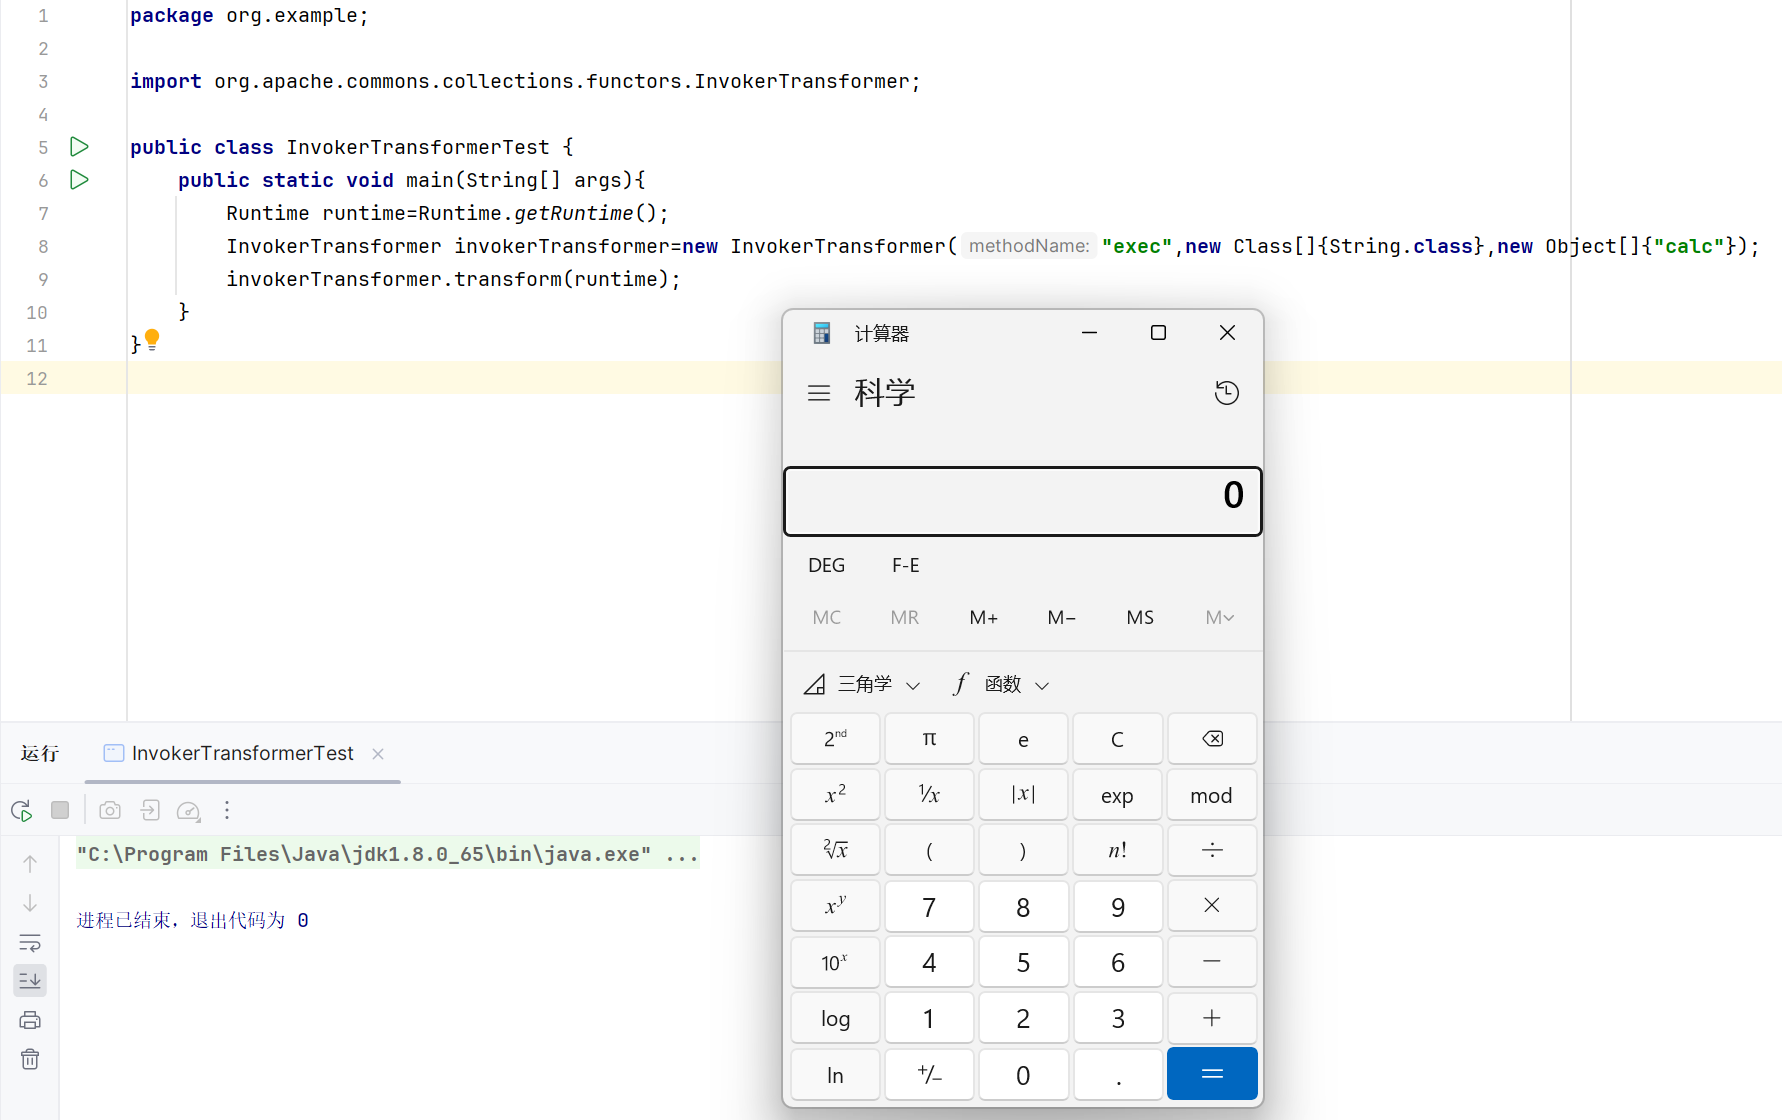 1 package org.example;
2
3 import org.apache.commons.collections.functors.InvokerTransformer;
4
5 public class InvokerTransformerTest {
6 public static void main(String[] args){
7 Runtime runtime=Runtime.getRuntime();
8 InvokerTransformer invokerTransformer=new InvokerTransformer( methodName: "exec",new Class[]{String.class},new Object[]{"calc"});
9 invokerTransformer.transform(runtime);
10 }
11 }
12
计算器
科学
0
DEG F-E
MC MR M+ M− MS M
三角学 f 函数
2nd π e C
x² ¹/x |x| exp mod
²√x ( ) n! ÷
xʸ 7 8 9 ×
10ˣ 4 5 6 −
log 1 2 3 +
ln +/− 0 . =
运行 InvokerTransformerTest
"C:\Program Files\Java\jdk1.8.0_65\bin\java.exe" ...
进程已结束，退出代码为 0